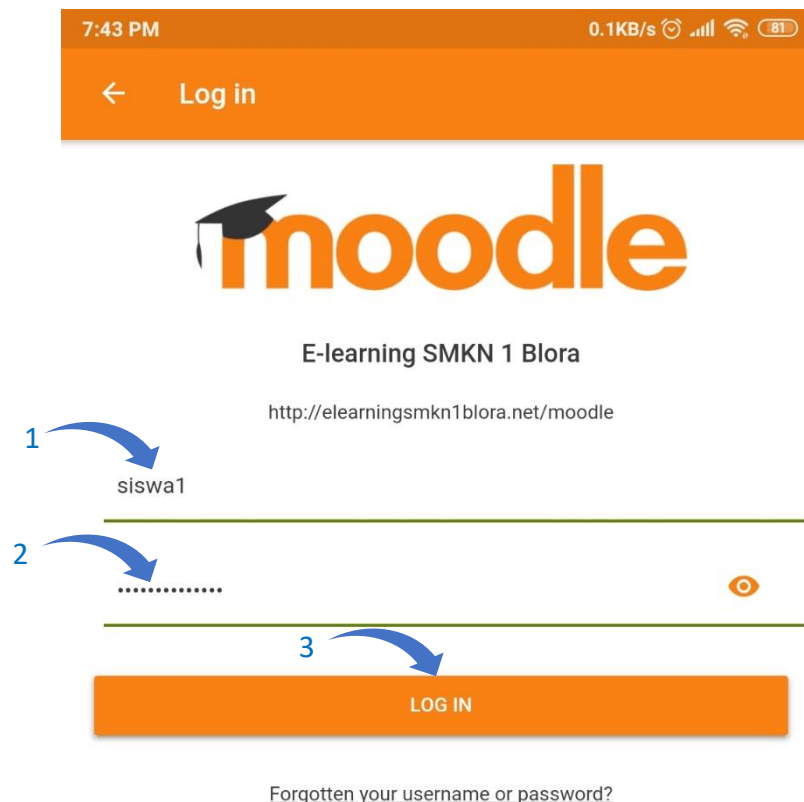 7:43 PM 0.1KB/s 81
Log in
moodle
E-learning SMKN 1 Blora
http://elearningsmkn1blora.net/moodle
1
siswa1
2
••••••••••••••
3
LOG IN
Forgotten your username or password?